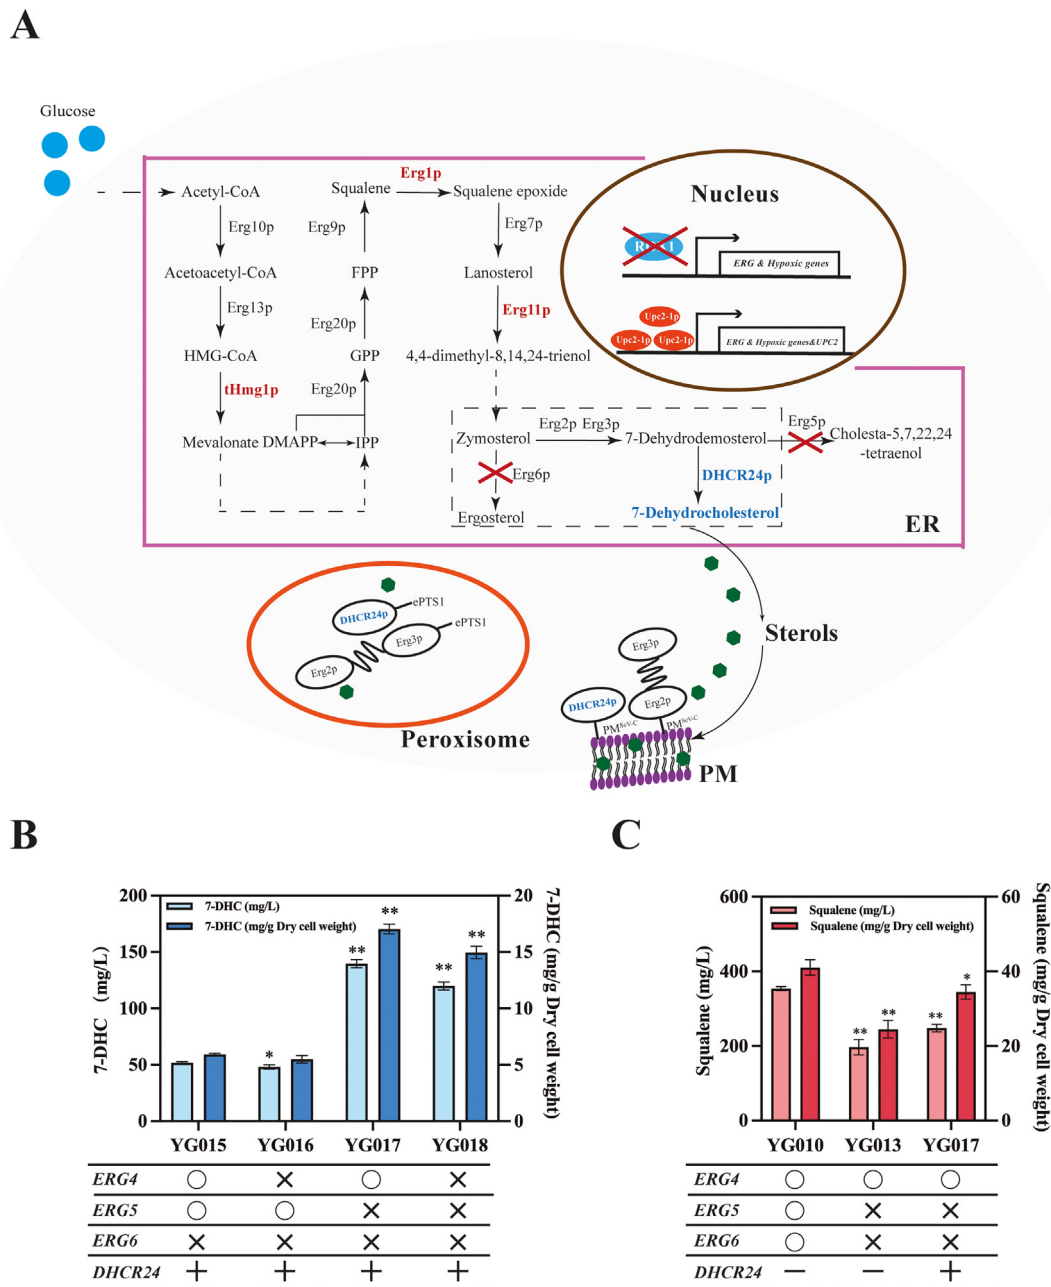 A
Glucose
Acetyl-CoA
Erg10p
Acetoacetyl-CoA
Erg13p
HMG-CoA
tHmg1p
Mevalonate
DMAPP
IPP
Erg20p
GPP
Erg20p
FPP
Erg9p
Squalene
Erg1p
Squalene epoxide
Erg7p
Lanosterol
Erg11p
4,4-dimethyl-8,14,24-trienol
Zymosterol
Erg2p Erg3p
7-Dehydrodemosterol
Erg5p
Cholesta-5,7,22,24
-tetraenol
Erg6p
Ergosterol
DHCR24p
7-Dehydrocholesterol
ER
Nucleus
ERG & Hypoxic genes
Upc2-1p
Upc2-1p
Upc2-1p
ERG & Hypoxic genes&UPC2
DHCR24p
ePTS1
Erg3p
ePTS1
Erg2p
Peroxisome
Sterols
Erg3p
DHCR24p
Erg2p
PMSeV-C
PMSeV-C
PM
B
7-DHC (mg/L)
7-DHC (mg/g Dry cell weight)
200
150
100
50
0
7-DHC (mg/L)
20
15
10
5
0
7-DHC (mg/g Dry cell weight)
*
**
**
**
**
YG015 YG016 YG017 YG018
ERG4 ○ × ○ ×
ERG5 ○ ○ × ×
ERG6 × × × ×
DHCR24 + + + +
C
Squalene (mg/L)
Squalene (mg/g Dry cell weight)
600
400
200
0
Squalene (mg/L)
60
40
20
0
Squalene (mg/g Dry cell weight)
**
**
**
*
YG010 YG013 YG017
ERG4 ○ ○ ○
ERG5 ○ × ×
ERG6 ○ × ×
DHCR24 − − +